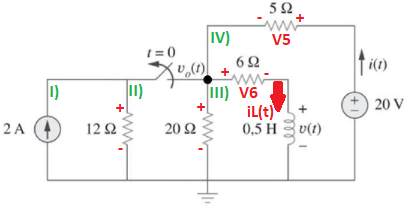 5 Ω
- +
V5
IV)
t = 0
vₒ(t)
6 Ω
+ -
i(t)
I)
II)
III) V6
iL(t)
+
+
+
+
-
20 V
2 A
12 Ω
20 Ω
0,5 H
v(t)
-
-
-